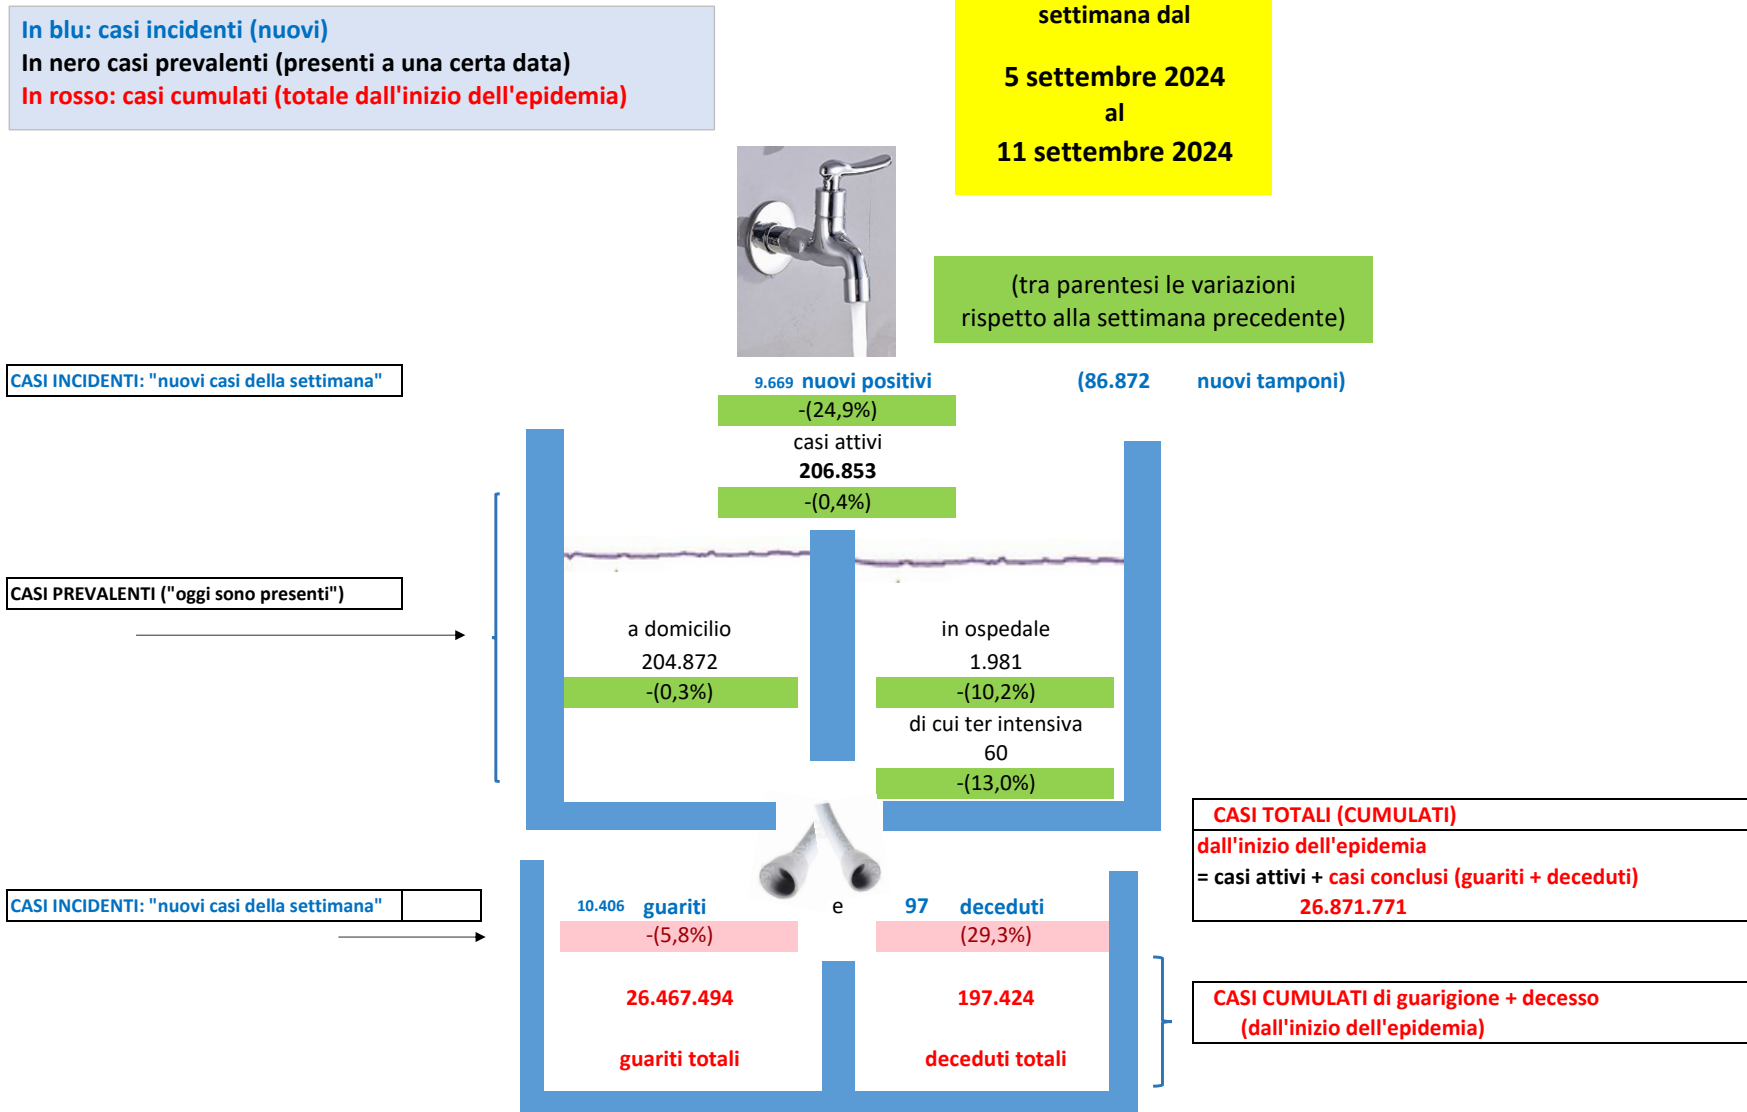 In blu: casi incidenti (nuovi)
In nero casi prevalenti (presenti a una certa data)
In rosso: casi cumulati (totale dall'inizio dell'epidemia)
settimana dal
5 settembre 2024
al
11 settembre 2024
(tra parentesi le variazioni
rispetto alla settimana precedente)
CASI INCIDENTI: "nuovi casi della settimana"
9.669 nuovi positivi
(86.872 nuovi tamponi)
-(24,9%)
casi attivi
206.853
-(0,4%)
CASI PREVALENTI ("oggi sono presenti")
a domicilio
204.872
-(0,3%)
in ospedale
1.981
-(10,2%)
di cui ter intensiva
60
-(13,0%)
CASI TOTALI (CUMULATI)
dall'inizio dell'epidemia
= casi attivi + casi conclusi (guariti + deceduti)
26.871.771
CASI INCIDENTI: "nuovi casi della settimana"
10.406 guariti
e
97 deceduti
-(5,8%)
(29,3%)
26.467.494
197.424
guariti totali
deceduti totali
CASI CUMULATI di guarigione + decesso
(dall'inizio dell'epidemia)